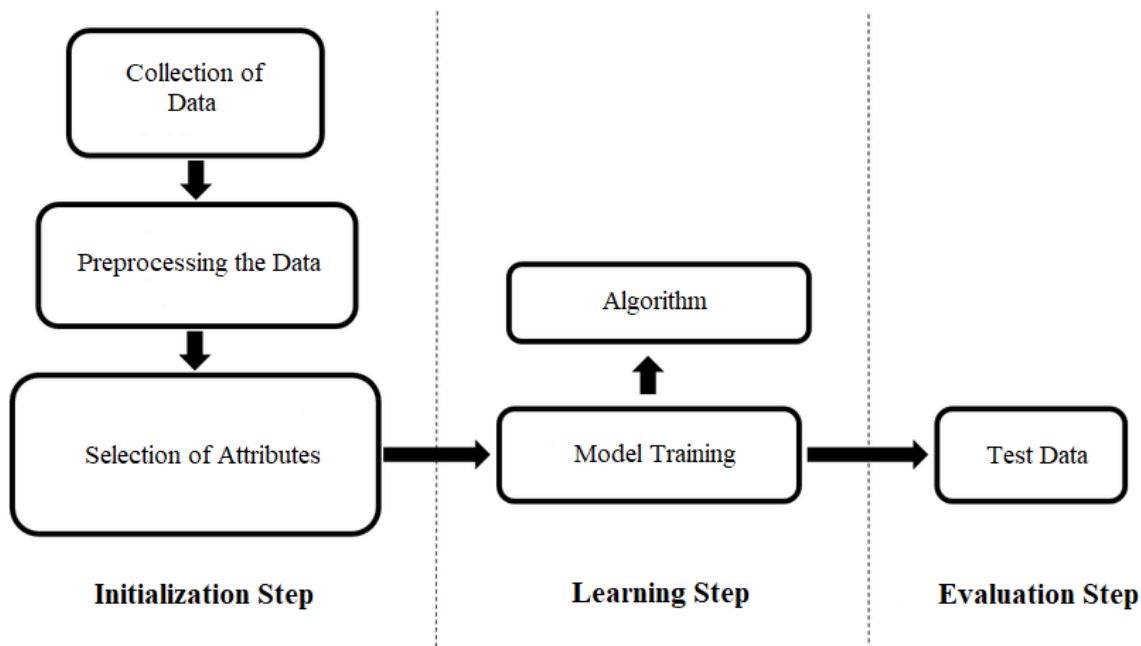 Collection of
Data
Preprocessing the Data
Selection of Attributes
Algorithm
Model Training
Test Data
Initialization Step
Learning Step
Evaluation Step